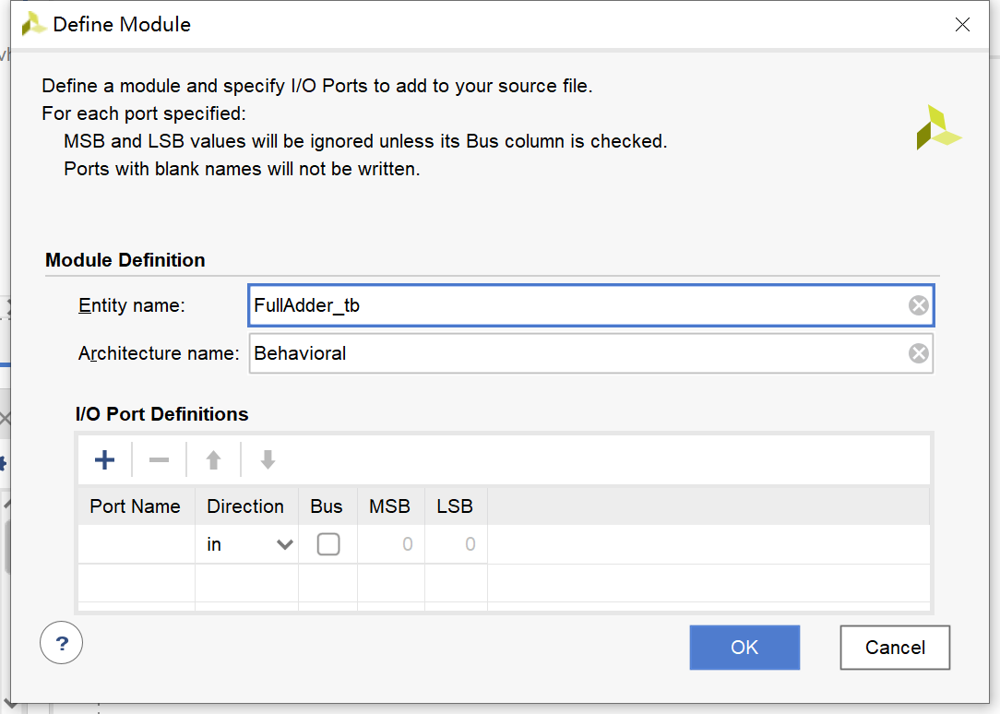 Define Module
Define a module and specify I/O Ports to add to your source file.
For each port specified:
MSB and LSB values will be ignored unless its Bus column is checked.
Ports with blank names will not be written.
Module Definition
Entity name: FullAdder_tb
Architecture name: Behavioral
I/O Port Definitions
Port Name Direction Bus MSB LSB
in 0 0
? OK Cancel